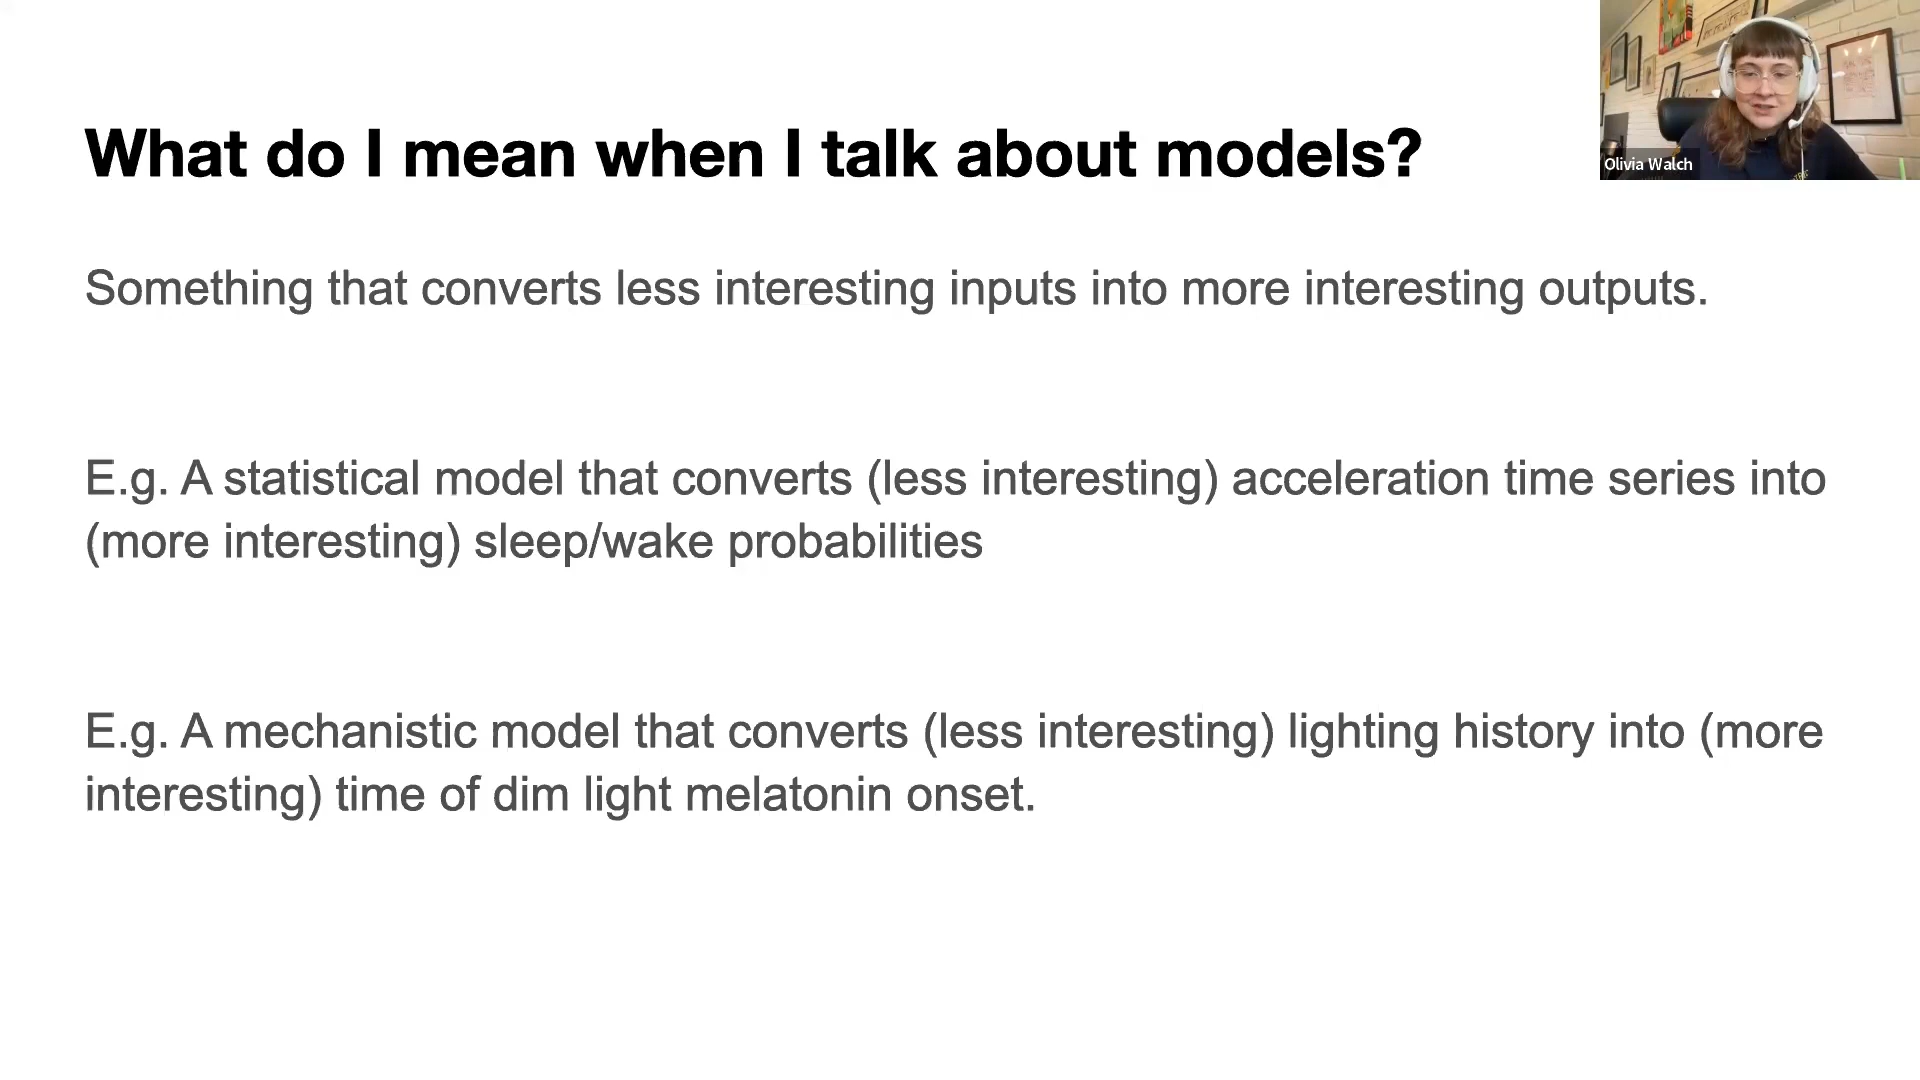 What do I mean when I talk about models?
Olivia Walch
Something that converts less interesting inputs into more interesting outputs.
E.g. A statistical model that converts (less interesting) acceleration time series into
(more interesting) sleep/wake probabilities
E.g. A mechanistic model that converts (less interesting) lighting history into (more
interesting) time of dim light melatonin onset.